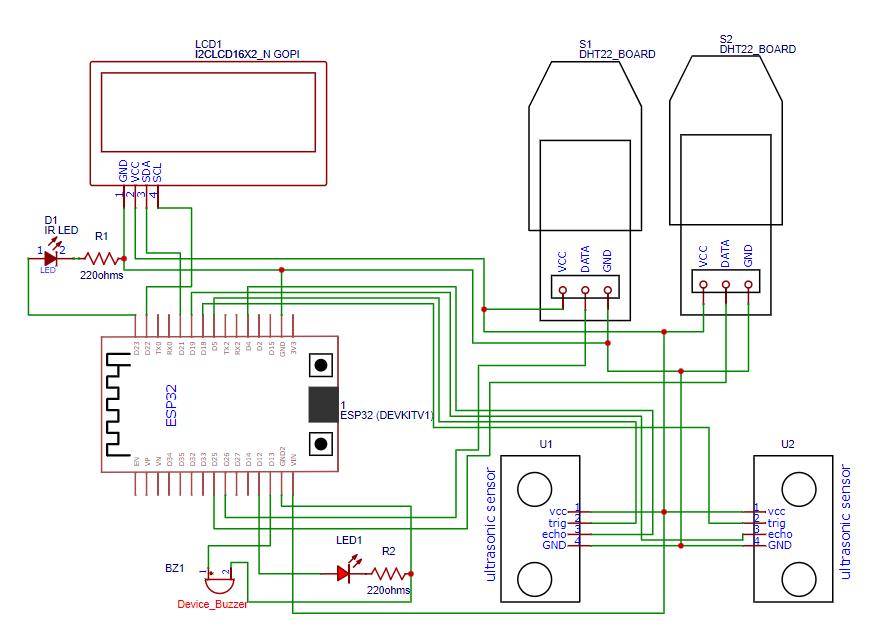 LCD1
I2CLCD16X2_N GOPI
GND
VCC
SDA
SCL
1
2
3
4
S1
DHT22_BOARD
VCC
DATA
GND
S2
DHT22_BOARD
VCC
DATA
GND
D1
IR LED
1
2
LED
R1
220ohms
D23
D22
TX0
RX0
D21
D19
D18
D5
TX2
RX2
D4
D2
D15
GND
3V3
ESP32
1
ESP32 (DEVKITV1)
EN
VP
VN
D34
D35
D32
D33
D25
D26
D27
D14
D12
D13
GND2
VIN
U1
ultrasonic sensor
vcc 1
trig 2
echo 3
GND 4
U2
1 vcc
2 trig
3 echo
4 GND
ultrasonic sensor
BZ1
1
2
Device_Buzzer
LED1
R2
220ohms